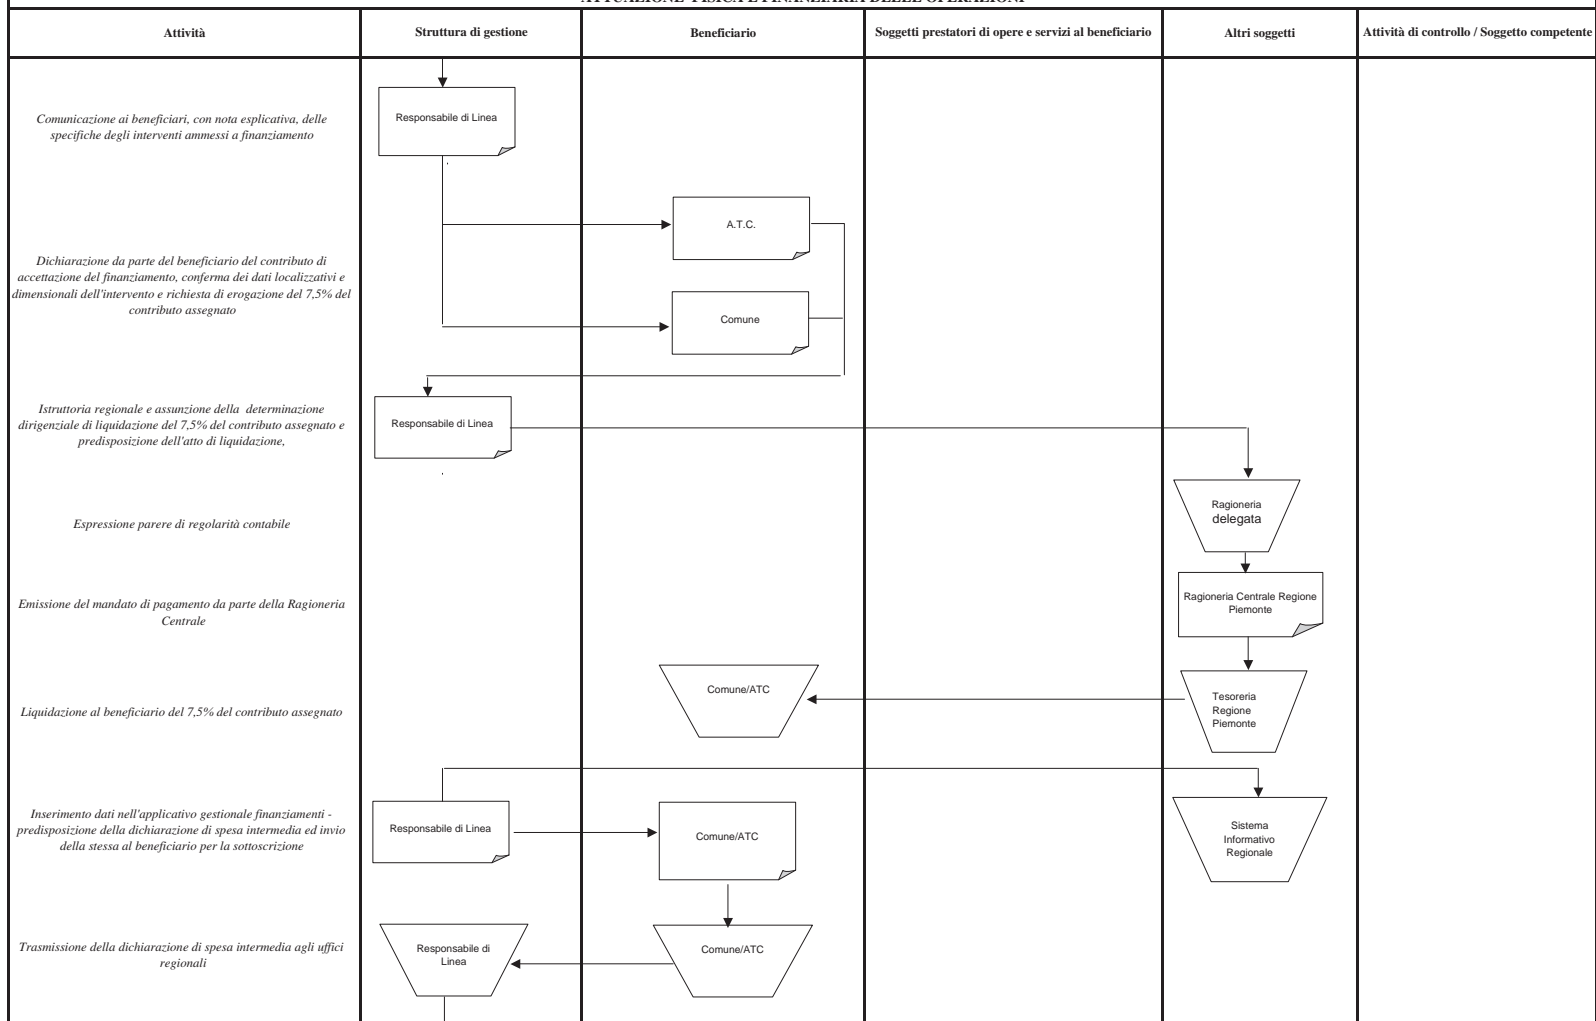 ATTUAZIONE FISICA E FINANZIARIA DELLE OPERAZIONI
Attività
Struttura di gestione
Beneficiario
Soggetti prestatori di opere e servizi al beneficiario
Altri soggetti
Attività di controllo / Soggetto competente
Comunicazione ai beneficiari, con nota esplicativa, delle
specifiche degli interventi ammessi a finanziamento
Responsabile di Linea
A.T.C.
Dichiarazione da parte del beneficiario del contributo di
accettazione del finanziamento, conferma dei dati localizzativi e
dimensionali dell'intervento e richiesta di erogazione del 7,5% del
contributo assegnato
Comune
Istruttoria regionale e assunzione della determinazione
dirigenziale di liquidazione del 7,5% del contributo assegnato e
predisposizione dell'atto di liquidazione,
Responsabile di Linea
Espressione parere di regolarità contabile
Ragioneria
delegata
Emissione del mandato di pagamento da parte della Ragioneria
Centrale
Ragioneria Centrale Regione
Piemonte
Liquidazione al beneficiario del 7,5% del contributo assegnato
Comune/ATC
Tesoreria
Regione
Piemonte
Inserimento dati nell'applicativo gestionale finanziamenti -
predisposizione della dichiarazione di spesa intermedia ed invio
della stessa al beneficiario per la sottoscrizione
Responsabile di Linea
Comune/ATC
Sistema
Informativo
Regionale
Trasmissione della dichiarazione di spesa intermedia agli uffici
regionali
Responsabile di
Linea
Comune/ATC